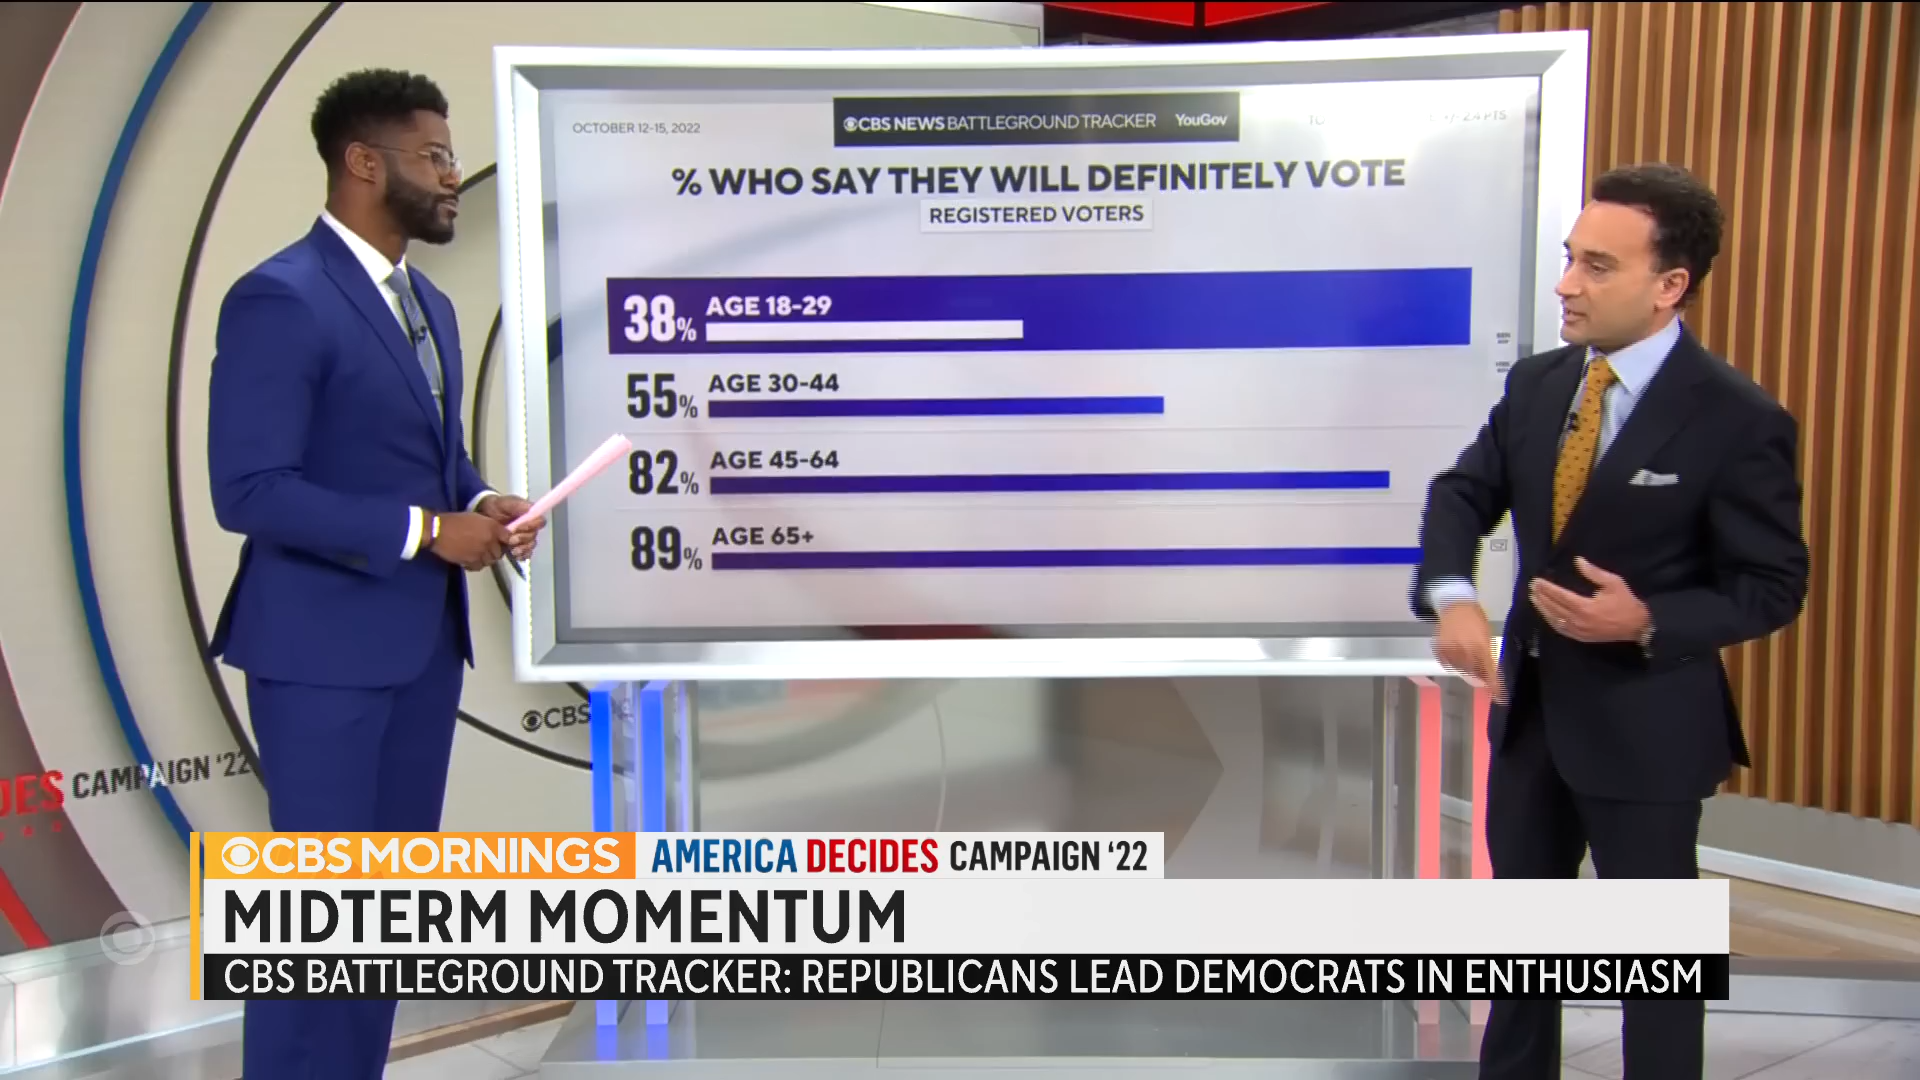 OCTOBER 12-15, 2022
CBS NEWS BATTLEGROUND TRACKER YouGov
% WHO SAY THEY WILL DEFINITELY VOTE
REGISTERED VOTERS
38% AGE 18-29
55% AGE 30-44
82% AGE 45-64
89% AGE 65+
CBS
DES CAMPAIGN '22
CBS MORNINGS AMERICA DECIDES CAMPAIGN '22
MIDTERM MOMENTUM
CBS BATTLEGROUND TRACKER: REPUBLICANS LEAD DEMOCRATS IN ENTHUSIASM